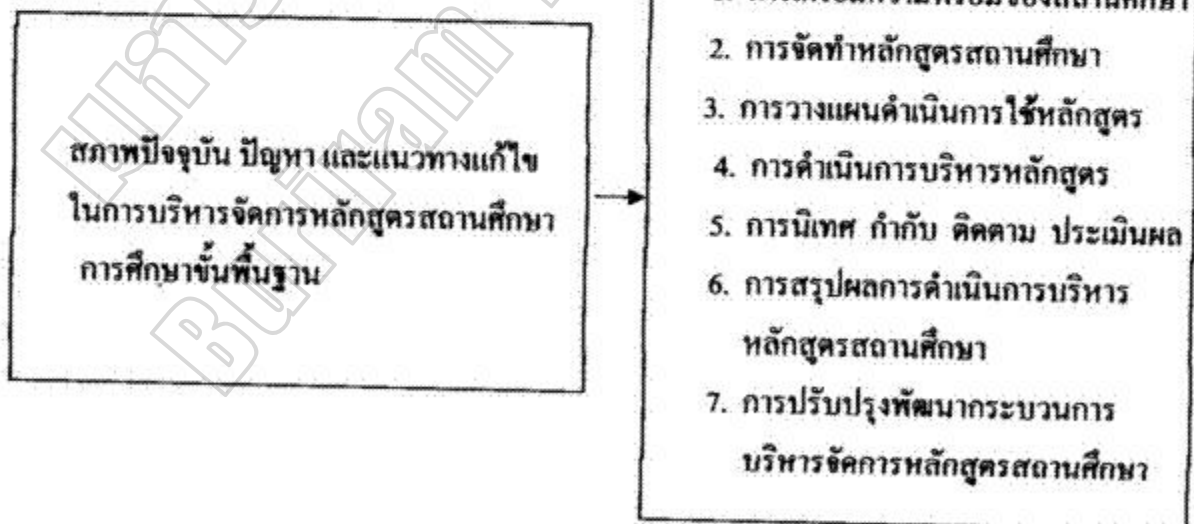 สภาพปัจจุบัน ปัญหา และแนวทางแก้ไข
ในการบริหารจัดการหลักสูตรสถานศึกษา
การศึกษาขั้นพื้นฐาน
2. การจัดทำหลักสูตรสถานศึกษา
3. การวางแผนดำเนินการใช้หลักสูตร
4. การดำเนินการบริหารหลักสูตร
5. การนิเทศ กำกับ ติดตาม ประเมินผล
6. การสรุปผลการดำเนินการบริหาร
หลักสูตรสถานศึกษา
7. การปรับปรุงพัฒนากระบวนการ
บริหารจัดการหลักสูตรสถานศึกษา
Buriram